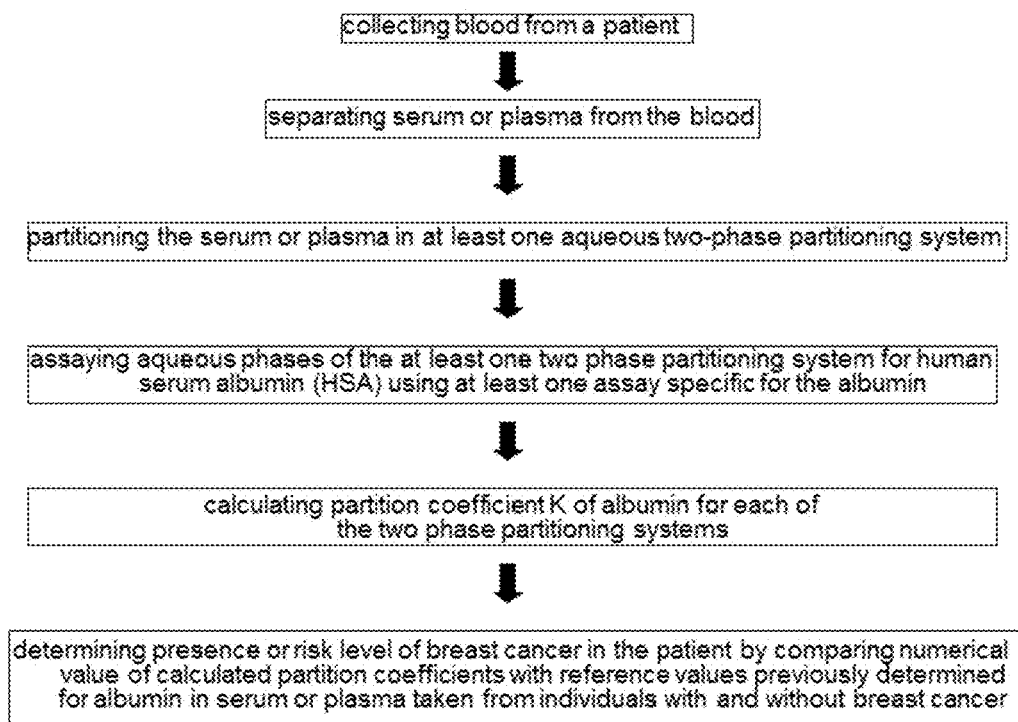 collecting blood from a patient
separating serum or plasma from the blood
partitioning the serum or plasma in at least one aqueous two-phase partitioning system
assaying aqueous phases of the at least one two phase partitioning system for human
serum albumin (HSA) using at least one assay specific for the albumin
calculating partition coefficient K of albumin for each of
the two phase partitioning systems
determining presence or risk level of breast cancer in the patient by comparing numerical
value of calculated partition coefficients with reference values previously determined
for albumin in serum or plasma taken from individuals with and without breast cancer